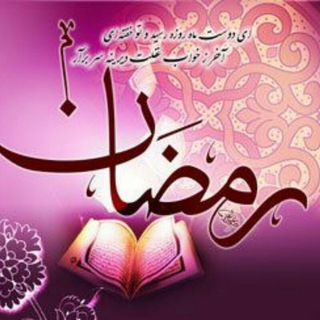 ای دوست ماه روزه رسید و تو خفته‌ای
آخر ز خواب غفلت دیرینه سر برآر
رمضان